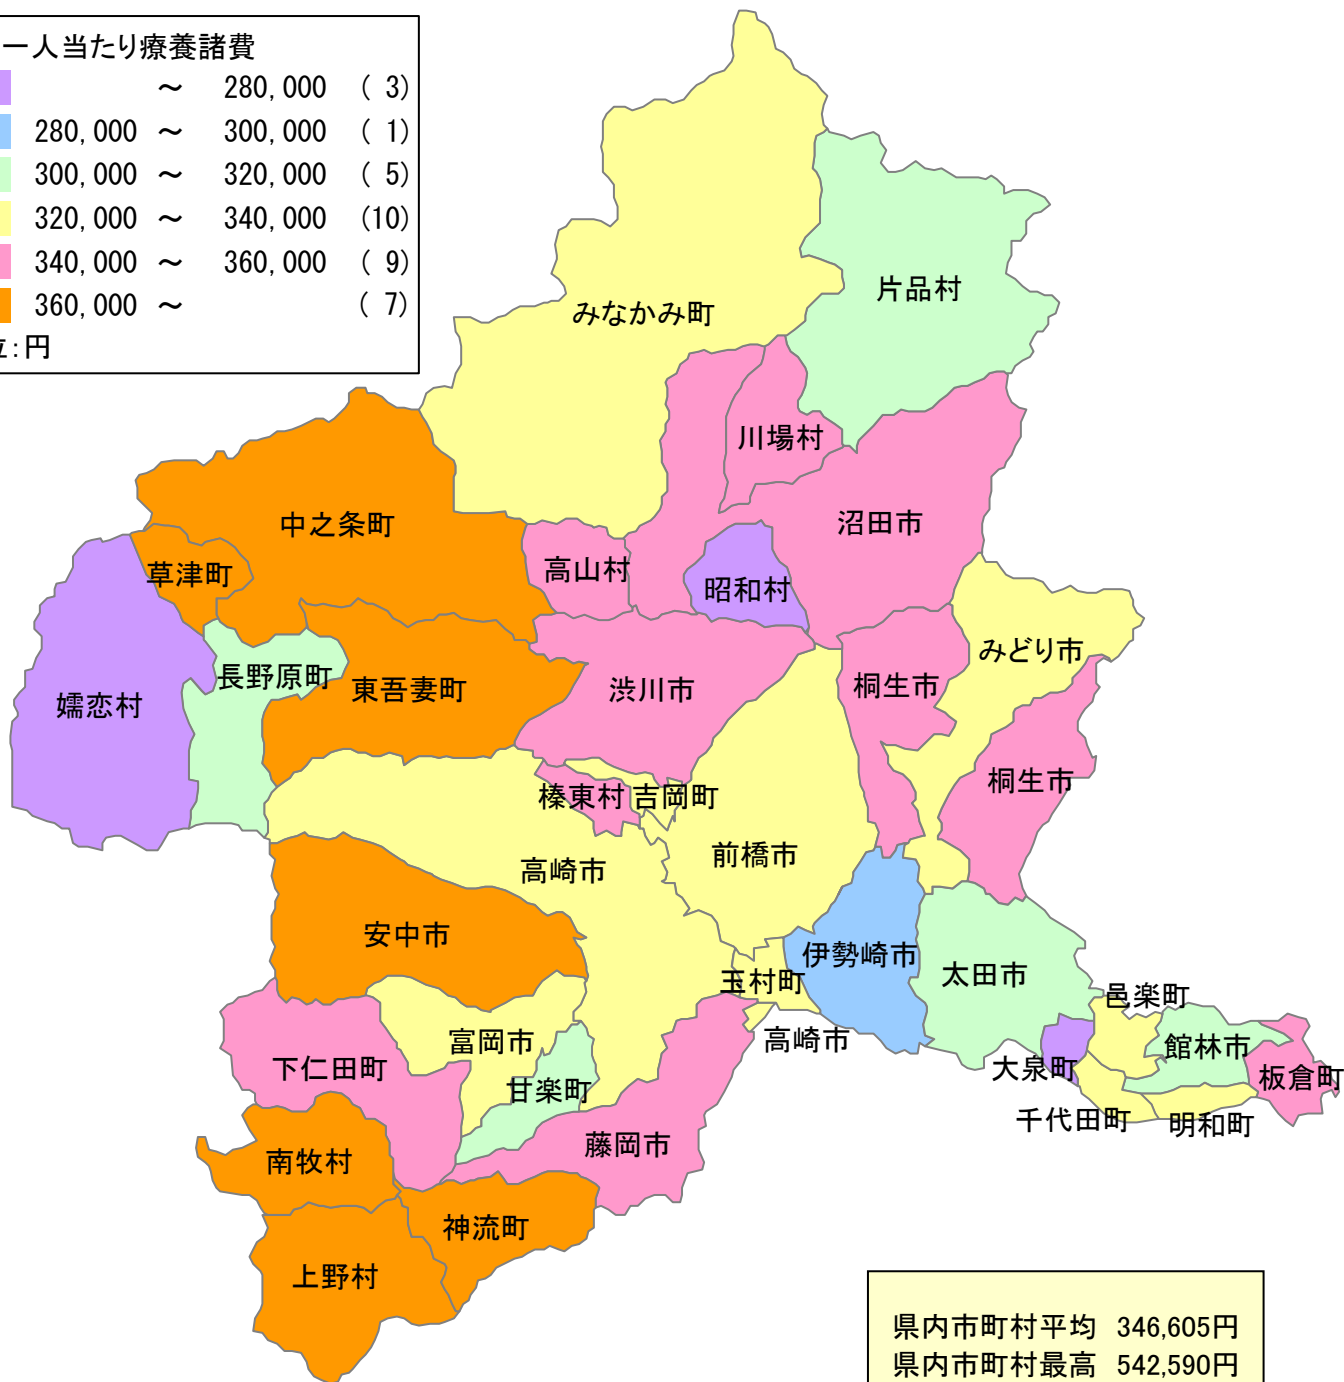 一人当たり療養諸費
～ 280,000 ( 3)
280,000 ～ 300,000 ( 1)
300,000 ～ 320,000 ( 5)
320,000 ～ 340,000 (10)
340,000 ～ 360,000 ( 9)
360,000 ～ ( 7)
位:円
みなかみ町
片品村
川場村
沼田市
中之条町
草津町
高山村
昭和村
みどり市
長野原町
東吾妻町
渋川市
桐生市
嬬恋村
桐生市
榛東村
吉岡町
前橋市
高崎市
安中市
伊勢崎市
太田市
玉村町
邑楽町
富岡市
高崎市
館林市
下仁田町
甘楽町
大泉町
板倉町
千代田町
明和町
藤岡市
南牧村
神流町
上野村
県内市町村平均 346,605円
県内市町村最高 542,590円